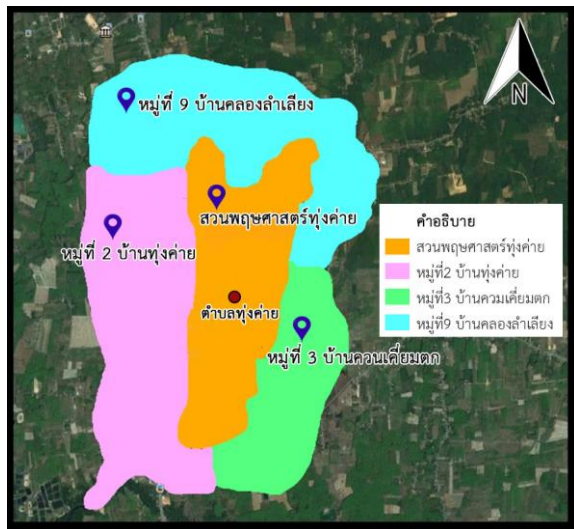 N
หมู่ที่ 9 บ้านคลองลำเลียง
สวนพฤษศาสตร์ทุ่งค่าย
หมู่ที่ 2 บ้านทุ่งค่าย
ตำบลทุ่งค่าย
หมู่ที่ 3 บ้านควนเคี่ยมตก
คำอธิบาย
สวนพฤษศาสตร์ทุ่งค่าย
หมู่ที่2 บ้านทุ่งค่าย
หมู่ที่3 บ้านควมเคี่ยมตก
หมู่ที่9 บ้านคลองลำเลียง